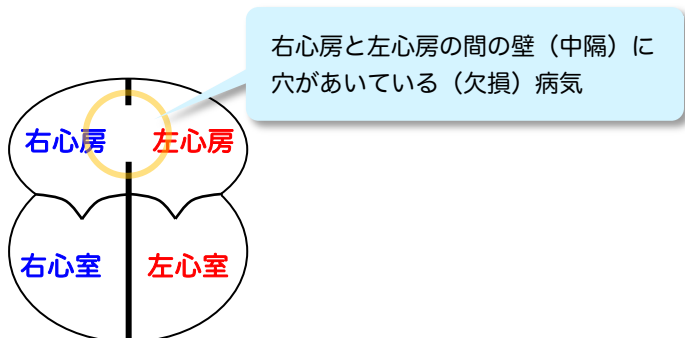 右心房と左心房の間の壁（中隔）に
穴があいている（欠損）病気
右心房 左心房
右心室 左心室